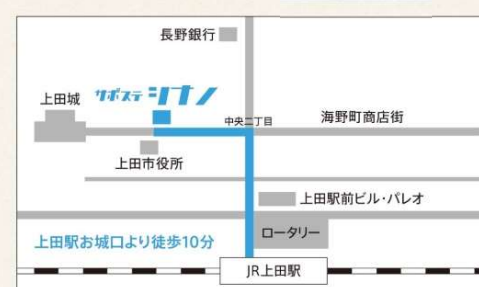 長野銀行
上田城
サポステ シナノ
中央二丁目
海野町商店街
上田市役所
上田駅前ビル・パレオ
上田駅お城口より徒歩10分
ロータリー
JR上田駅